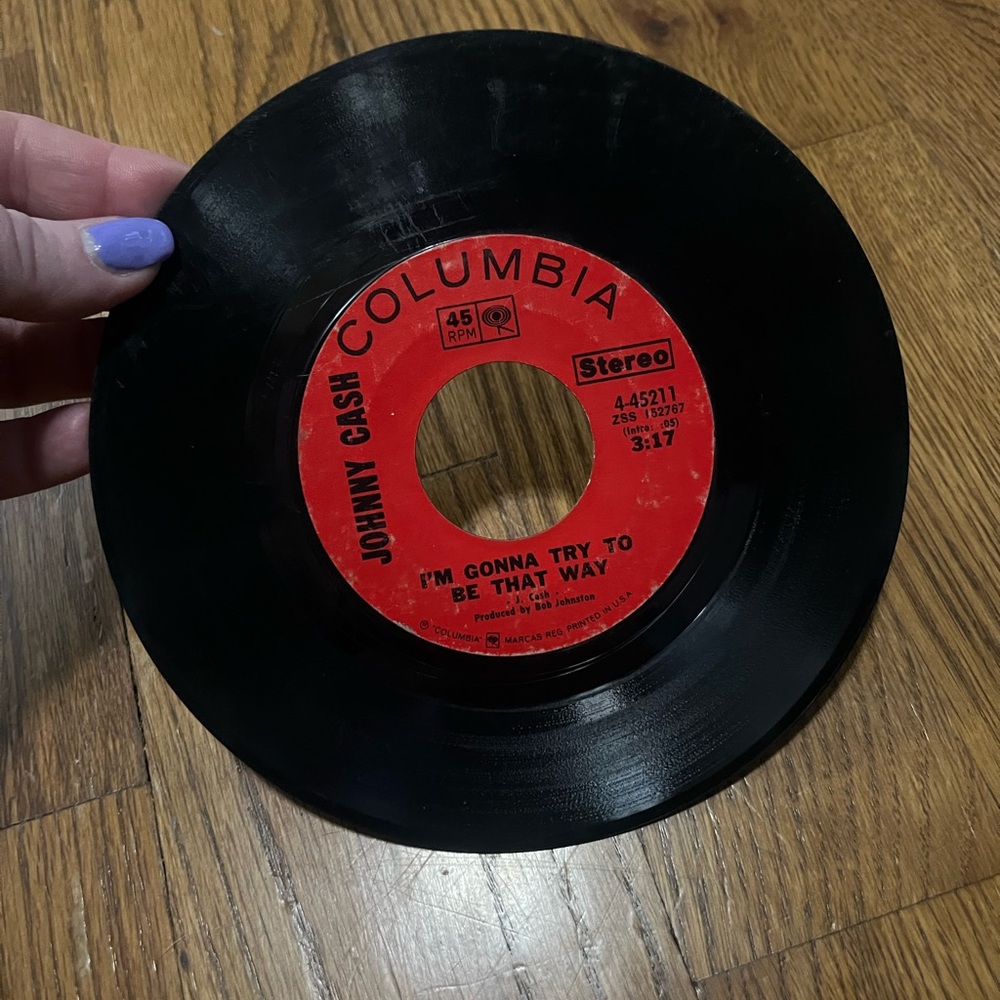 COLUMBIA
45
RPM
Stereo
4-45211
ZSS 152767
(Intro: :05)
3:17
JOHNNY CASH
I'M GONNA TRY TO
BE THAT WAY
- J. Cash -
Produced by Bob Johnston
"COLUMBIA" MARCAS REG. PRINTED IN U.S.A.